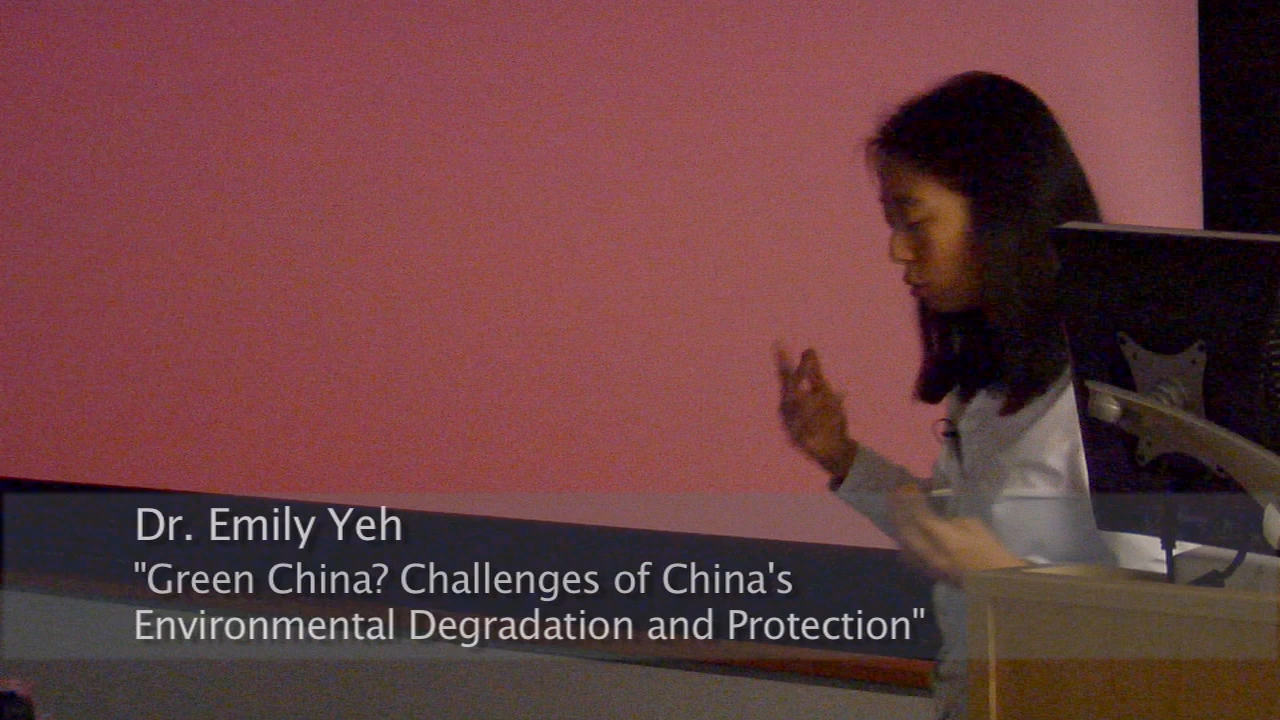 Dr. Emily Yeh
"Green China? Challenges of China's
Environmental Degradation and Protection"